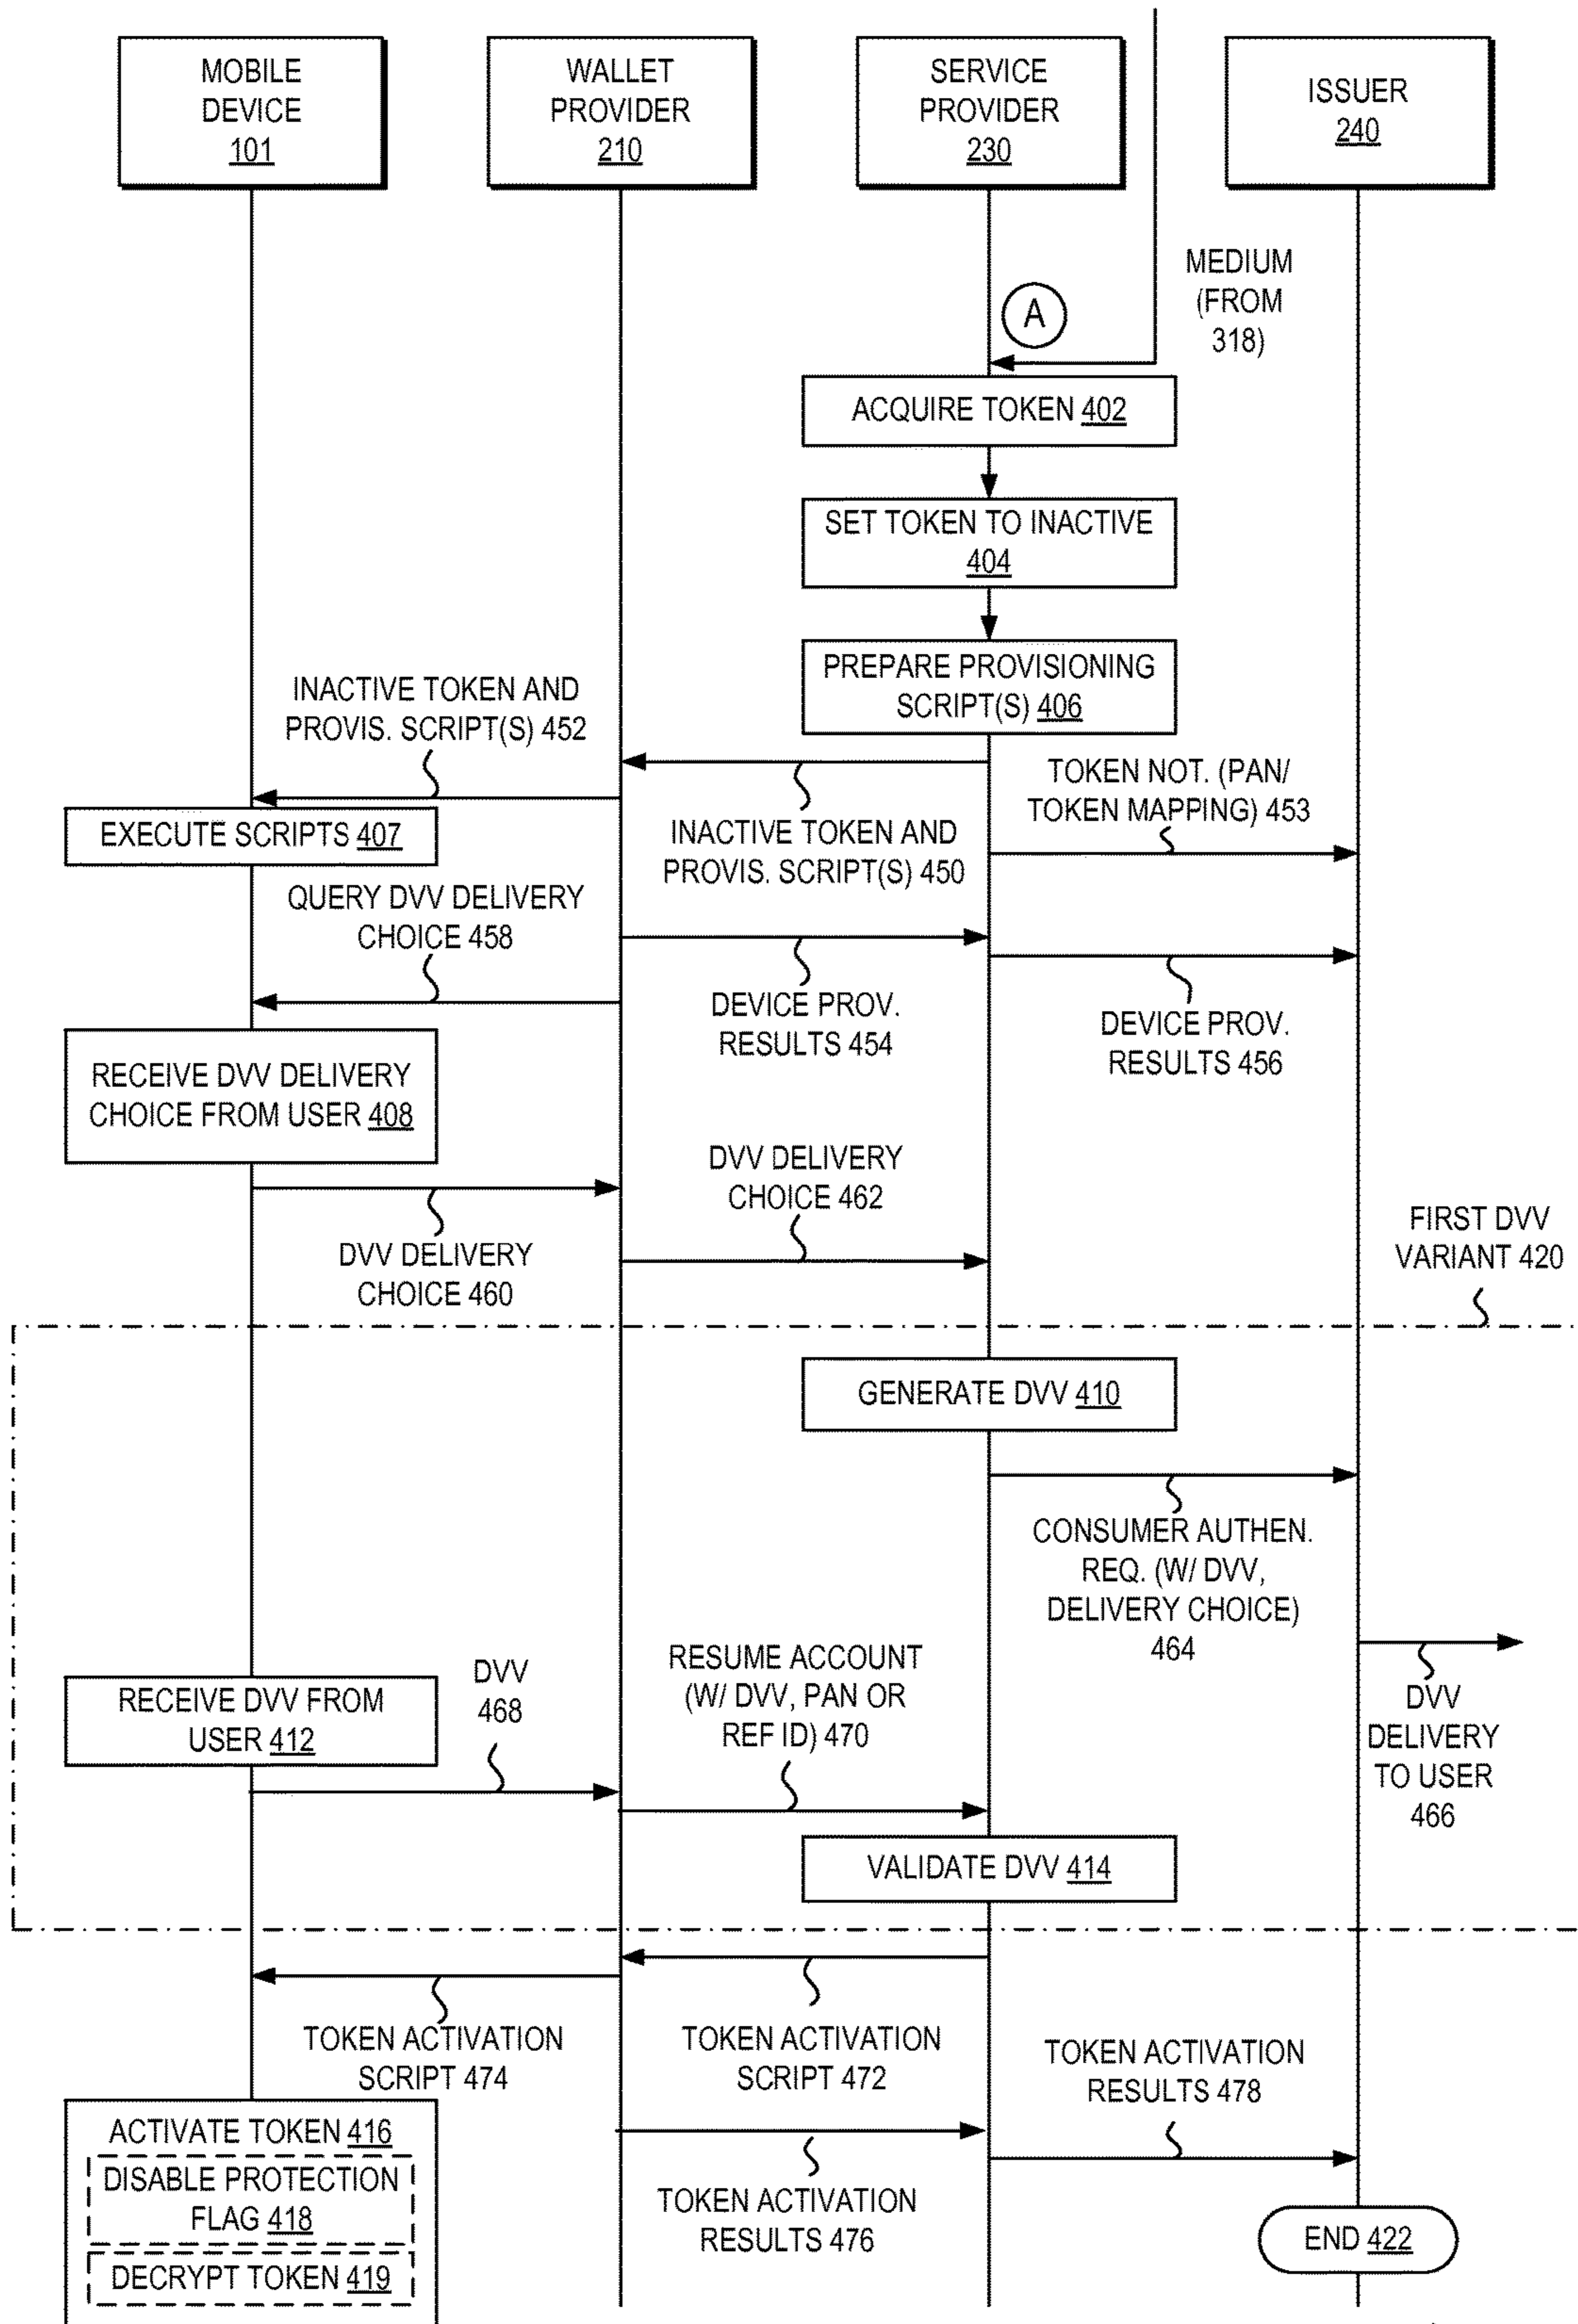 MOBILE
DEVICE
101
WALLET
PROVIDER
210
SERVICE
PROVIDER
230
ISSUER
240
MEDIUM
(FROM
318)
A
ACQUIRE TOKEN 402
SET TOKEN TO INACTIVE
404
PREPARE PROVISIONING
SCRIPT(S) 406
INACTIVE TOKEN AND
PROVIS. SCRIPT(S) 452
TOKEN NOT. (PAN/
TOKEN MAPPING) 453
EXECUTE SCRIPTS 407
INACTIVE TOKEN AND
PROVIS. SCRIPT(S) 450
QUERY DVV DELIVERY
CHOICE 458
DEVICE PROV.
RESULTS 454
DEVICE PROV.
RESULTS 456
RECEIVE DVV DELIVERY
CHOICE FROM USER 408
DVV DELIVERY
CHOICE 462
DVV DELIVERY
CHOICE 460
FIRST DVV
VARIANT 420
GENERATE DVV 410
CONSUMER AUTHEN.
REQ. (W/ DVV,
DELIVERY CHOICE)
464
RESUME ACCOUNT
(W/ DVV, PAN OR
REF ID) 470
DVV
468
RECEIVE DVV FROM
USER 412
DVV
DELIVERY
TO USER
466
VALIDATE DVV 414
TOKEN ACTIVATION
SCRIPT 474
TOKEN ACTIVATION
SCRIPT 472
TOKEN ACTIVATION
RESULTS 478
ACTIVATE TOKEN 416
DISABLE PROTECTION
FLAG 418
DECRYPT TOKEN 419
TOKEN ACTIVATION
RESULTS 476
END 422